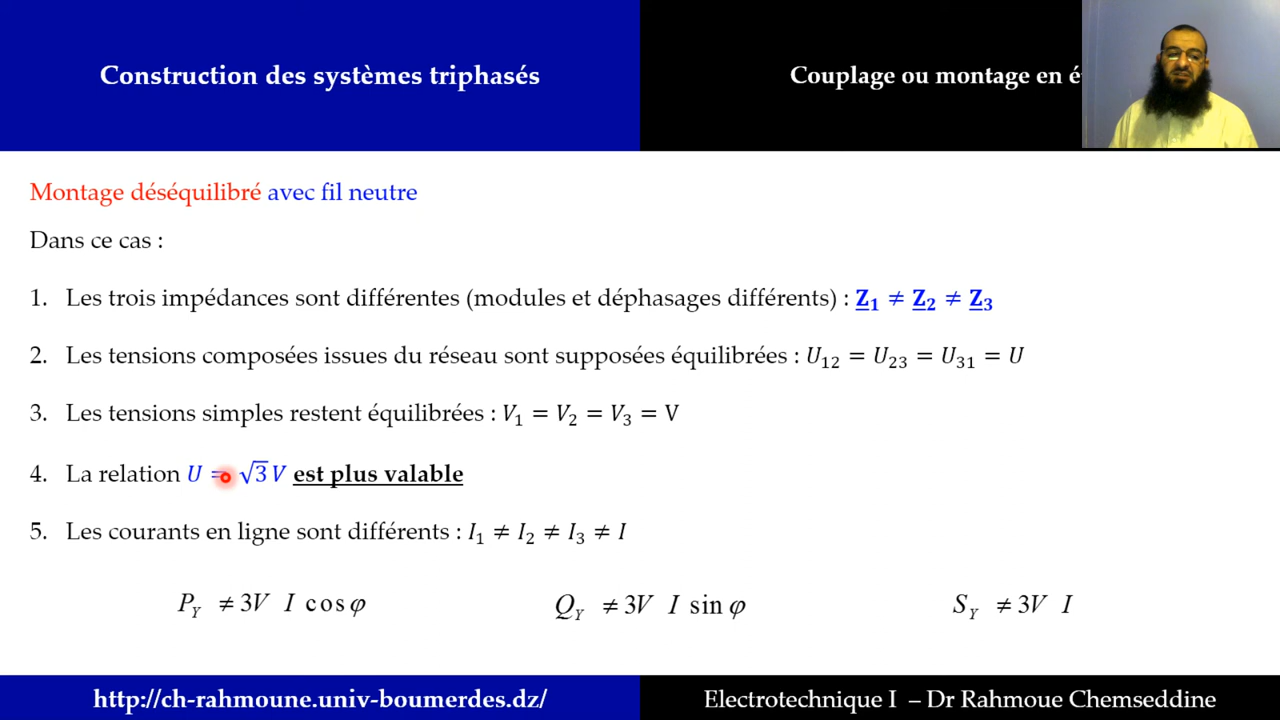 Construction des systèmes triphasés
Couplage ou montage en é
Montage déséquilibré avec fil neutre
Dans ce cas :
1. Les trois impédances sont différentes (modules et déphasages différents) : Z₁ ≠ Z₂ ≠ Z₃
2. Les tensions composées issues du réseau sont supposées équilibrées : U₁₂ = U₂₃ = U₃₁ = U
3. Les tensions simples restent équilibrées : V₁ = V₂ = V₃ = V
4. La relation U = √3 V est plus valable
5. Les courants en ligne sont différents : I₁ ≠ I₂ ≠ I₃ ≠ I
P_Y ≠ 3V I cos φ
Q_Y ≠ 3V I sin φ
S_Y ≠ 3V I
http://ch-rahmoune.univ-boumerdes.dz/
Electrotechnique I – Dr Rahmoue Chemseddine